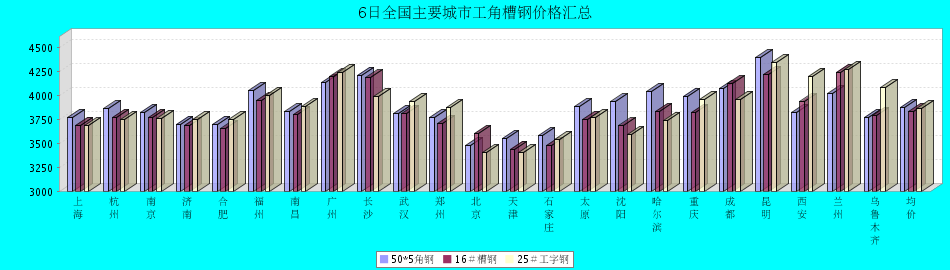 6日全国主要城市工角槽钢价格汇总
4500
4250
4000
3750
3500
3250
3000
上海 杭州 南京 济南 合肥 福州 南昌 广州 长沙 武汉 郑州 北京 天津 石家庄 太原 沈阳 哈尔滨 重庆 成都 昆明 西安 兰州 乌鲁木齐 均价
50*5角钢 16#槽钢 25#工字钢